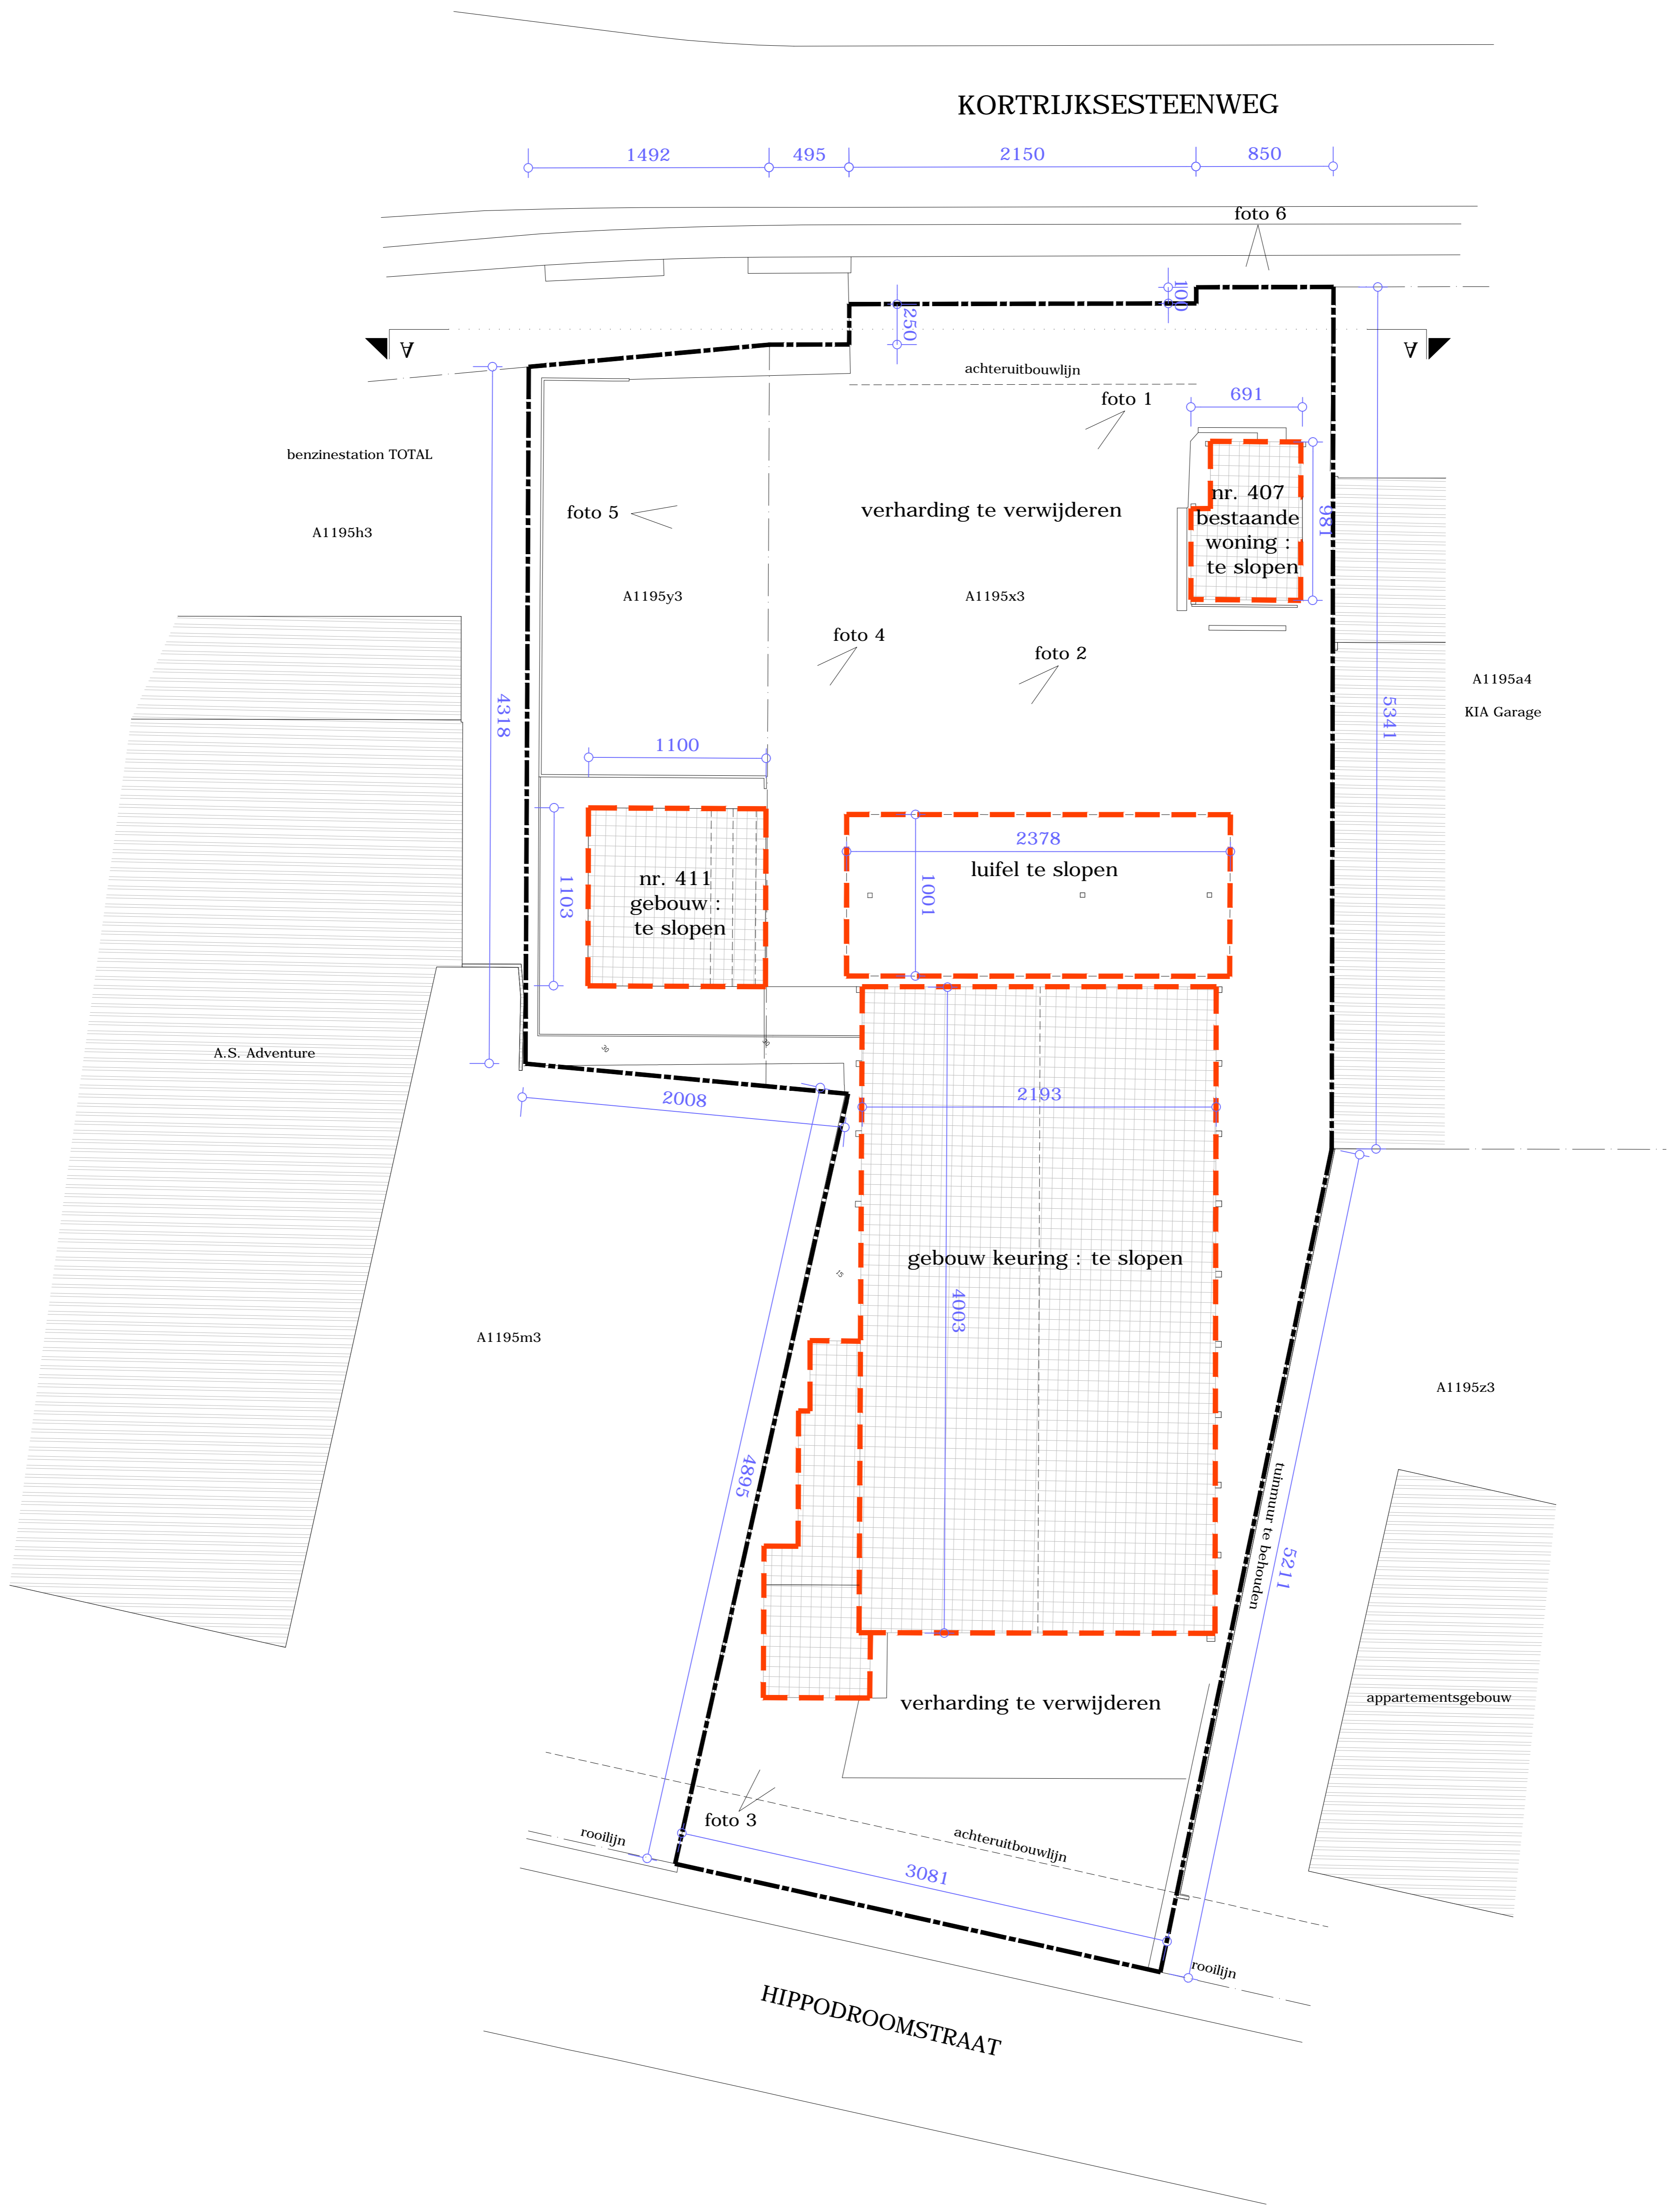 KORTRIJKSESTEENWEG
1492
495
2150
850
foto 6
100
250
A
A
achteruitbouwlijn
foto 1
691
benzinestation TOTAL
A1195h3
foto 5
verharding te verwijderen
nr. 407
bestaande
woning :
te slopen
981
A1195y3
A1195x3
foto 4
foto 2
A1195a4
KIA Garage
4318
5341
1100
2378
luifel te slopen
1103
nr. 411
gebouw :
te slopen
1001
A.S. Adventure
30
30
2008
2193
gebouw keuring : te slopen
15
4003
A1195m3
A1195z3
4895
tuinmuur te behouden
5211
verharding te verwijderen
appartementsgebouw
foto 3
rooilijn
achteruitbouwlijn
3081
rooilijn
HIPPODROOMSTRAAT